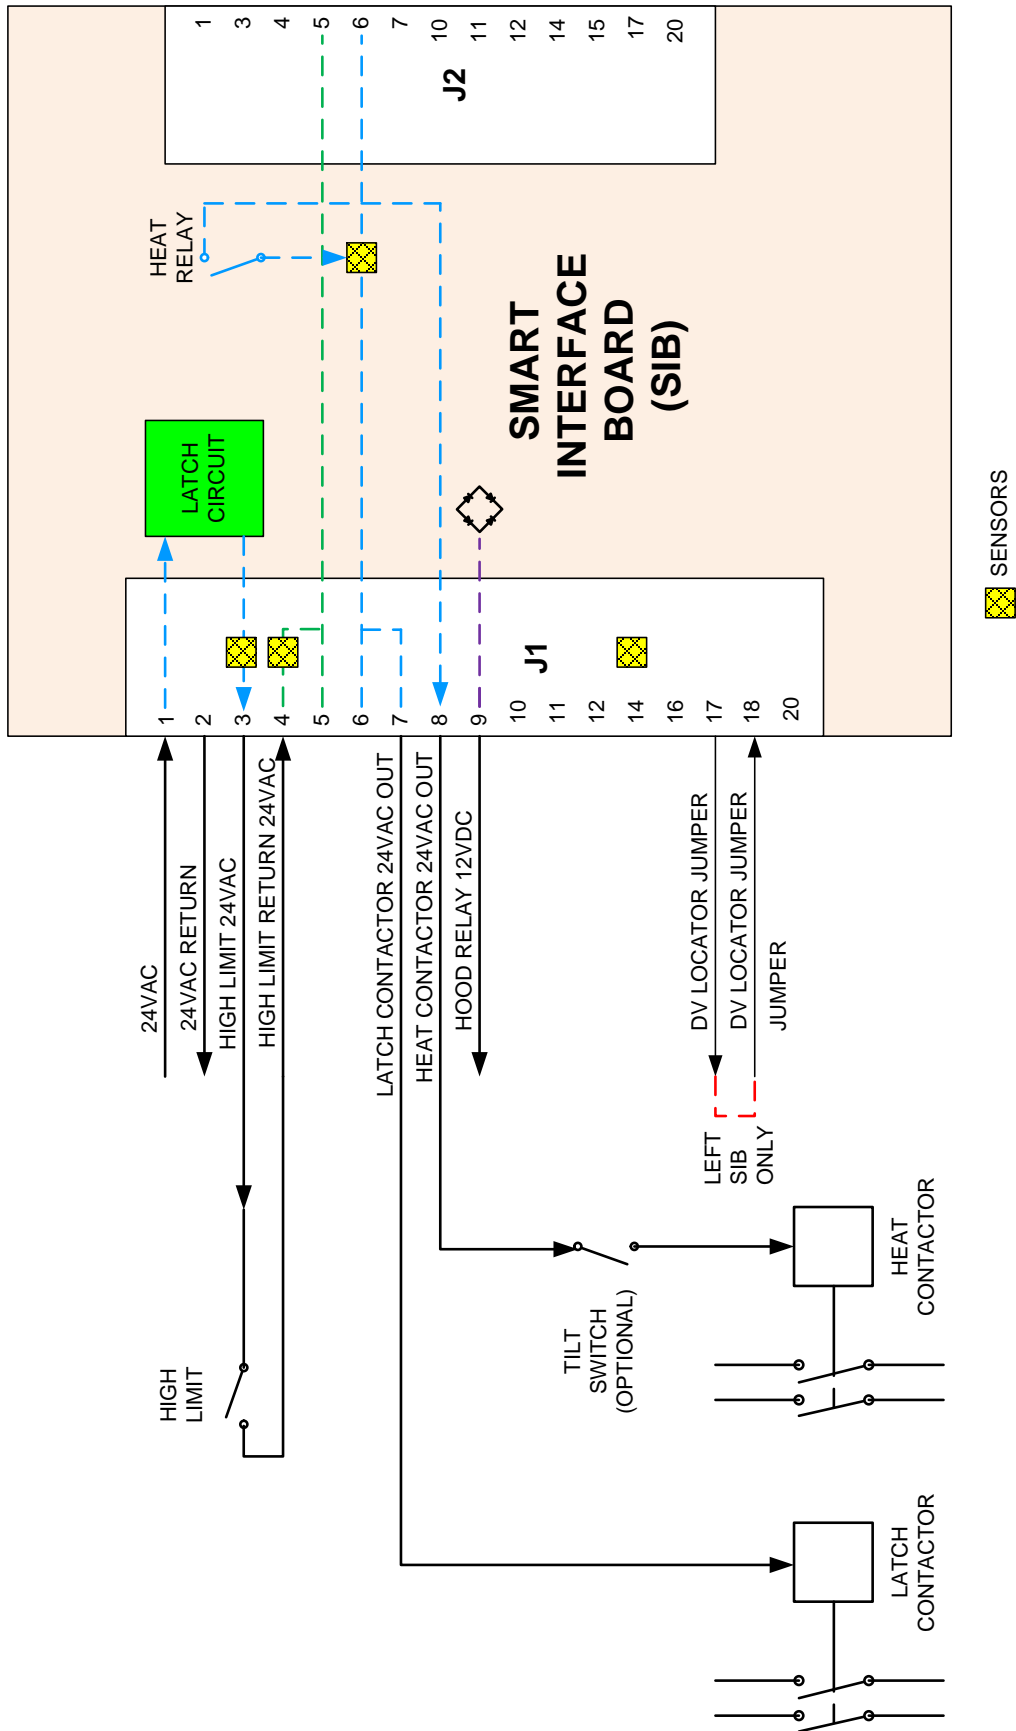 1
3
4
5
6
7
10
11
12
14
15
17
20
J2
HEAT
RELAY
LATCH
CIRCUIT
SMART
INTERFACE
BOARD
(SIB)
SENSORS
J1
1
2
3
4
5
6
7
8
9
10
11
12
14
16
17
18
20
24VAC
24VAC RETURN
HIGH LIMIT 24VAC
HIGH LIMIT RETURN 24VAC
LATCH CONTACTOR 24VAC OUT
HEAT CONTACTOR 24VAC OUT
HOOD RELAY 12VDC
DV LOCATOR JUMPER
DV LOCATOR JUMPER
JUMPER
LEFT
SIB
ONLY
HIGH
LIMIT
TILT
SWITCH
(OPTIONAL)
HEAT
CONTACTOR
LATCH
CONTACTOR